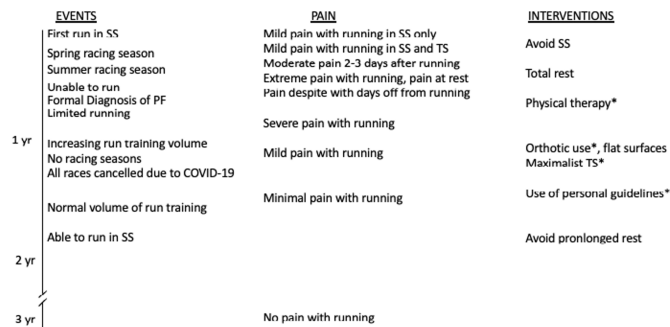 EVENTS PAIN INTERVENTIONS
First run in SS
Spring racing season
Summer racing season
Unable to run
Formal Diagnosis of PF
Limited running
1 yr
Increasing run training volume
No racing seasons
All races cancelled due to COVID-19
Normal volume of run training
Able to run in SS
2 yr
3 yr
Mild pain with running in SS only
Mild pain with running in SS and TS
Moderate pain 2-3 days after running
Extreme pain with running, pain at rest
Pain despite with days off from running
Severe pain with running
Mild pain with running
Minimal pain with running
No pain with running
Avoid SS
Total rest
Physical therapy*
Orthotic use*, flat surfaces
Maximalist TS*
Use of personal guidelines*
Avoid pronlonged rest